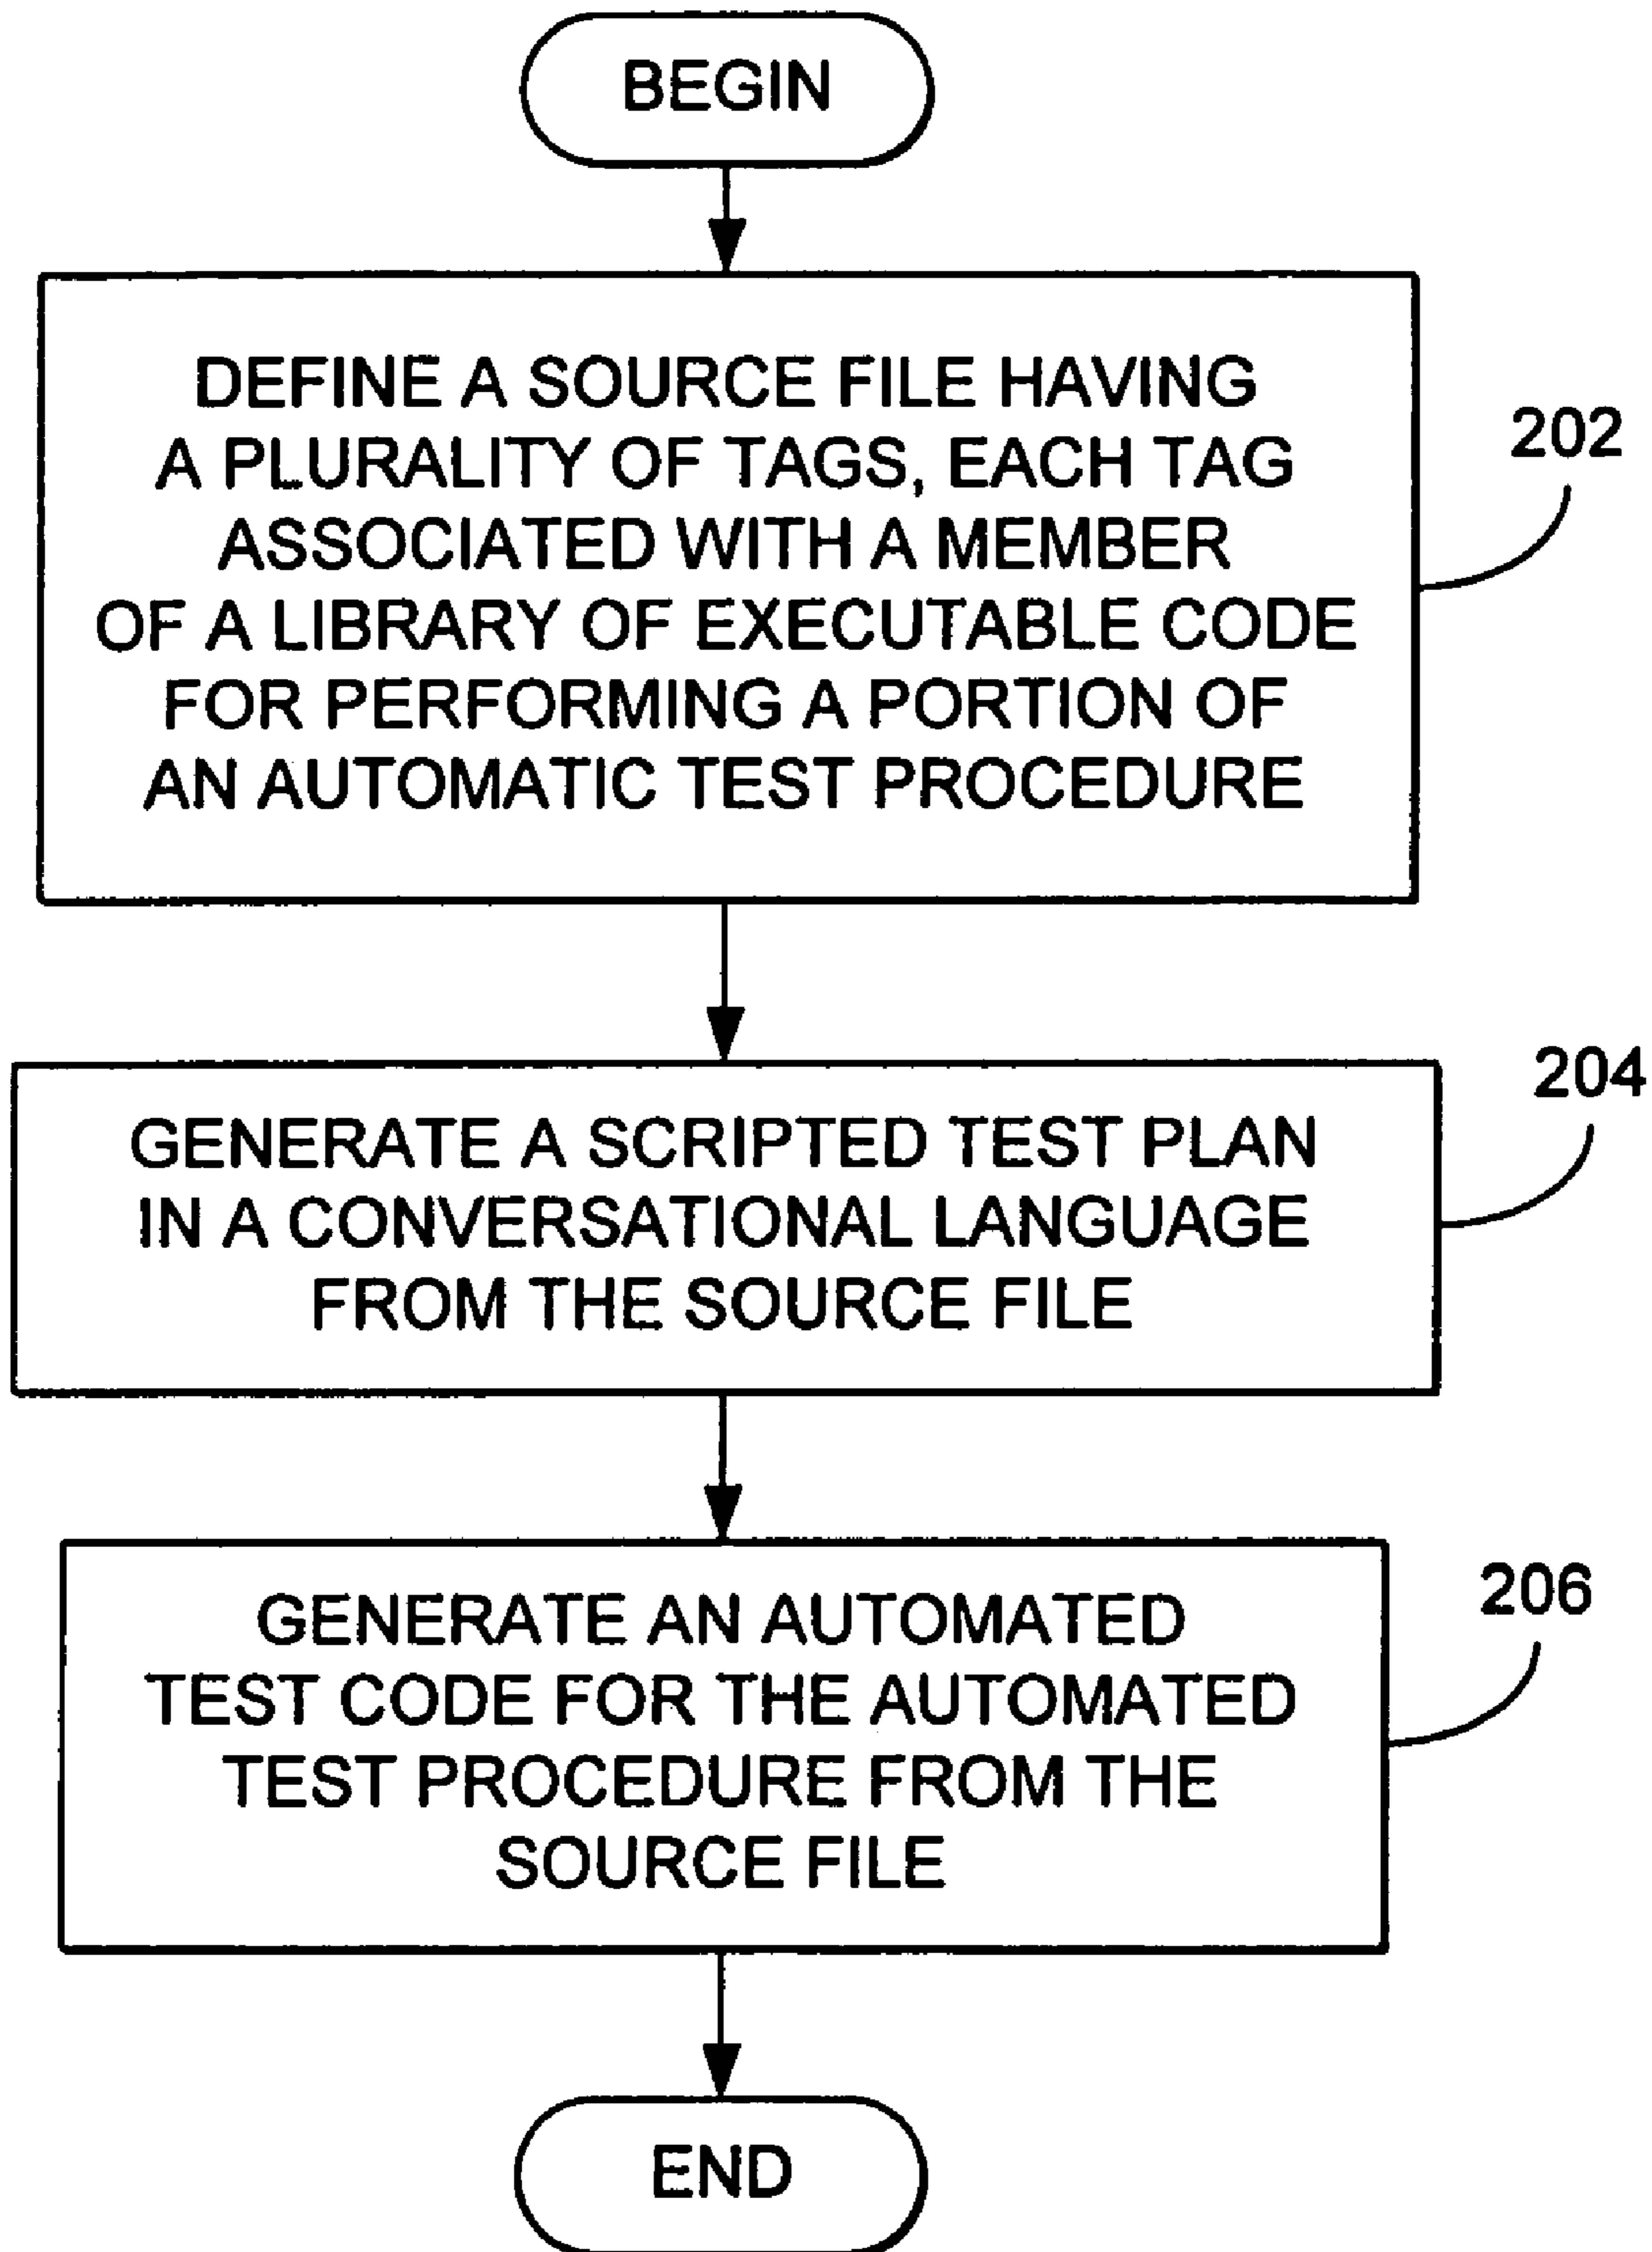 BEGIN
DEFINE A SOURCE FILE HAVING
A PLURALITY OF TAGS, EACH TAG
ASSOCIATED WITH A MEMBER
OF A LIBRARY OF EXECUTABLE CODE
FOR PERFORMING A PORTION OF
AN AUTOMATIC TEST PROCEDURE
202
GENERATE A SCRIPTED TEST PLAN
IN A CONVERSATIONAL LANGUAGE
FROM THE SOURCE FILE
204
GENERATE AN AUTOMATED
TEST CODE FOR THE AUTOMATED
TEST PROCEDURE FROM THE
SOURCE FILE
206
END